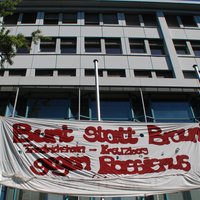 Bunt statt Braun
Friedrichshain - Kreuzberg
gegen Rassismus